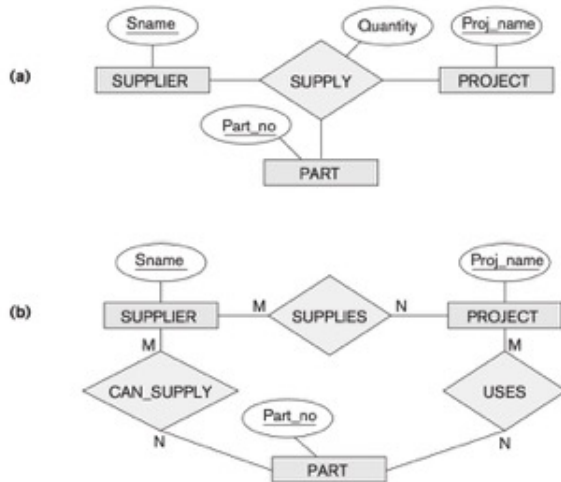 (a)
Sname
Quantity
Proj_name
SUPPLIER
SUPPLY
PROJECT
Part_no
PART
(b)
Sname
Proj_name
SUPPLIER
M
SUPPLIES
N
PROJECT
M
M
CAN_SUPPLY
USES
Part_no
N
N
PART